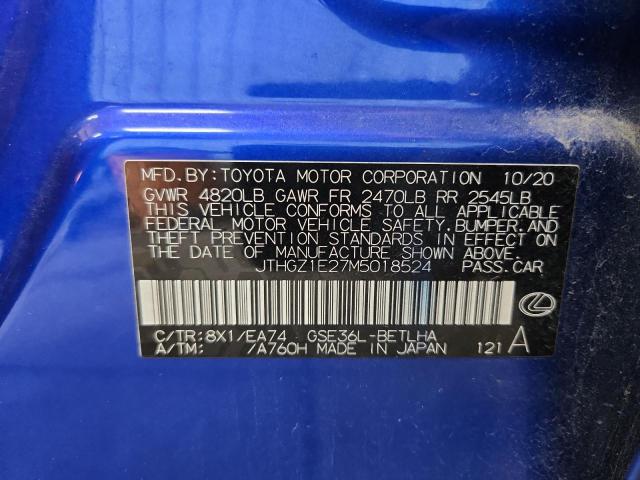 MFD. BY: TOYOTA MOTOR CORPORATION 10/20
GVWR 4820LB GAWR FR 2470LB RR 2545LB
THIS VEHICLE CONFORMS TO ALL APPLICABLE
FEDERAL MOTOR VEHICLE SAFETY, BUMPER, AND
THEFT PREVENTION STANDARDS IN EFFECT ON
THE DATE OF MANUFACTURE SHOWN ABOVE.
JTHGZ1E27M5018524 PASS.CAR
C/TR: 8X1/EA74 GSE36L-BETLHA
A/TM: /A760H MADE IN JAPAN 121 A